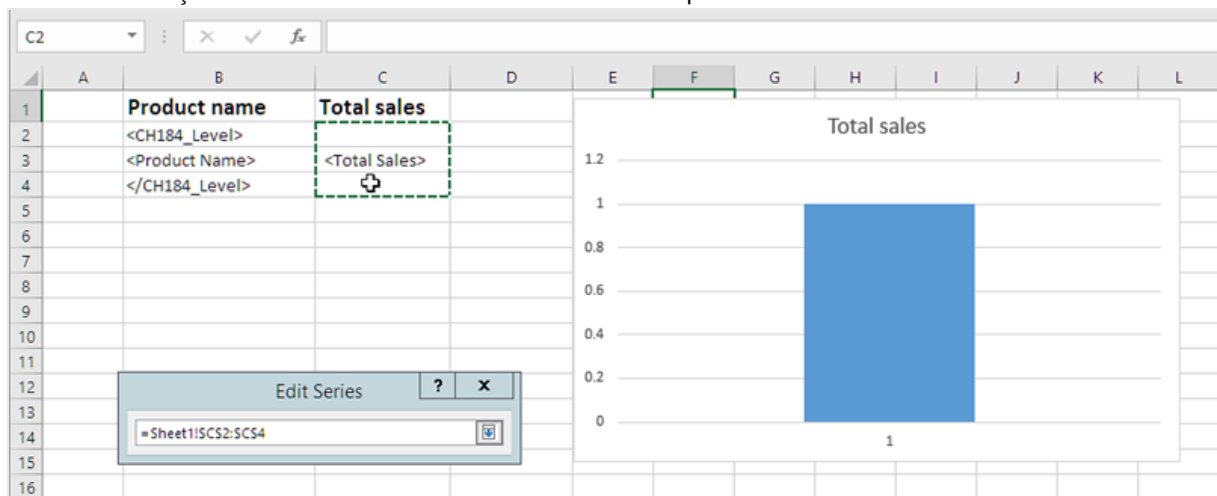 C2 fx
A B C D E F G H I J K L
1 Product name Total sales
2 <CH184_Level>
3 <Product Name> <Total Sales>
4 </CH184_Level>
5
6
7
8
9
10
11
12
13
14
15
16
Total sales
1.2
1
0.8
0.6
0.4
0.2
0
1
Edit Series ? x
=Sheet1!$C$2:$C$4